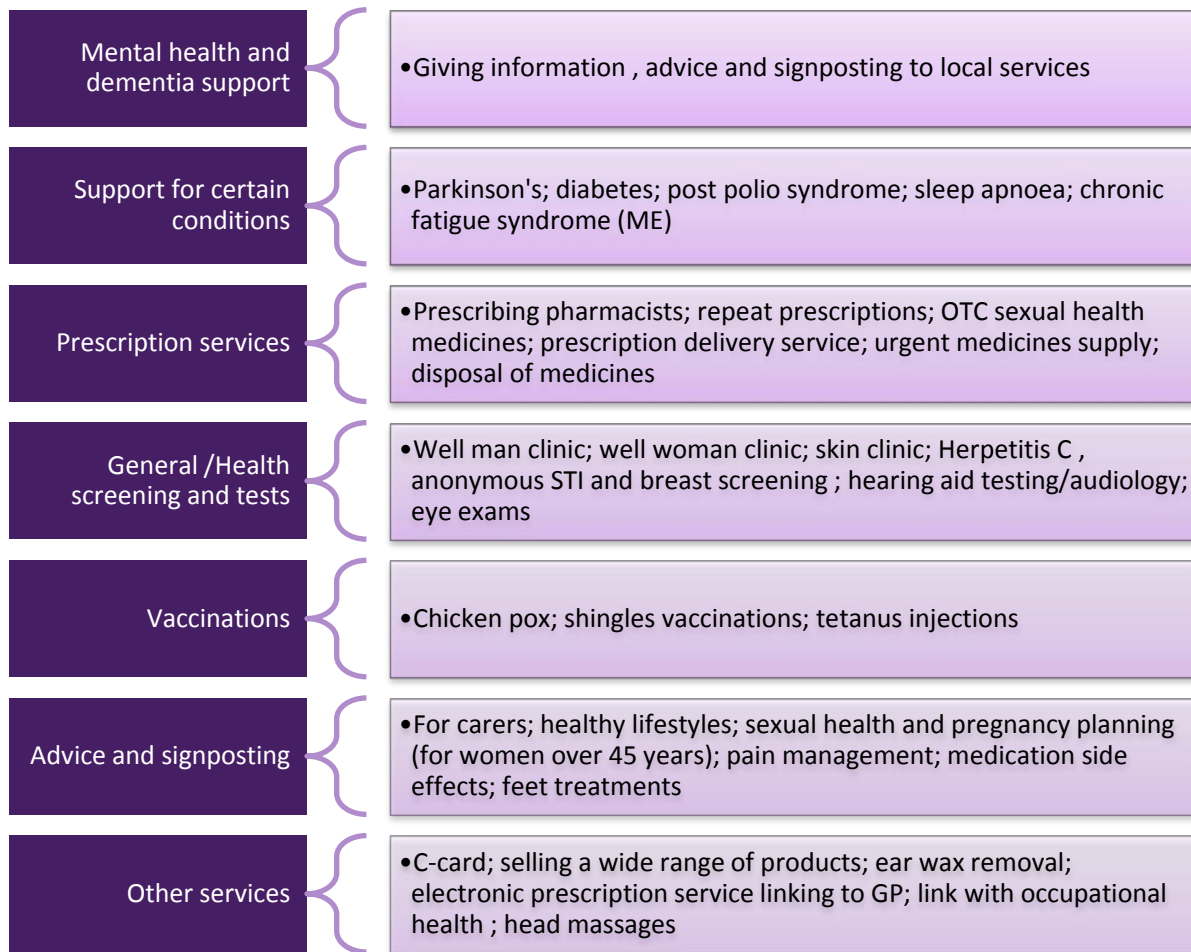 Mental health and
dementia support
•Giving information , advice and signposting to local services
Support for certain
conditions
•Parkinson's; diabetes; post polio syndrome; sleep apnoea; chronic
fatigue syndrome (ME)
Prescription services
•Prescribing pharmacists; repeat prescriptions; OTC sexual health
medicines; prescription delivery service; urgent medicines supply;
disposal of medicines
General /Health
screening and tests
•Well man clinic; well woman clinic; skin clinic; Herpetitis C ,
anonymous STI and breast screening ; hearing aid testing/audiology;
eye exams
Vaccinations
•Chicken pox; shingles vaccinations; tetanus injections
Advice and signposting
•For carers; healthy lifestyles; sexual health and pregnancy planning
(for women over 45 years); pain management; medication side
effects; feet treatments
Other services
•C-card; selling a wide range of products; ear wax removal;
electronic prescription service linking to GP; link with occupational
health ; head massages